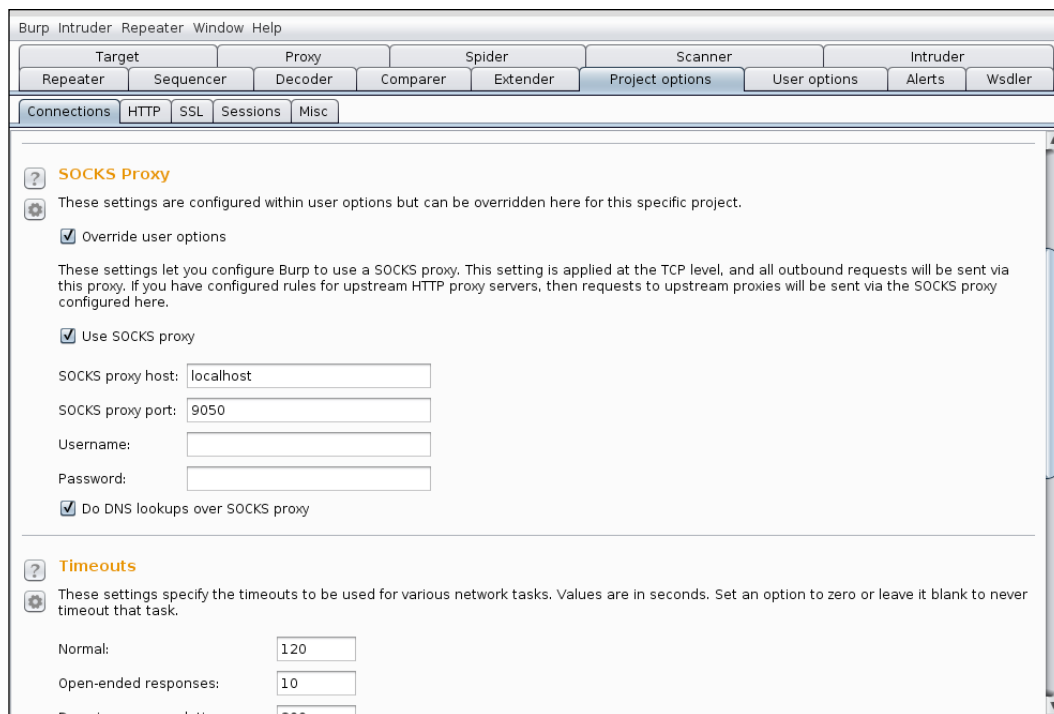 Burp Intruder Repeater Window Help
Target Proxy Spider Scanner Intruder
Repeater Sequencer Decoder Comparer Extender Project options User options Alerts Wsdler
Connections HTTP SSL Sessions Misc
SOCKS Proxy
These settings are configured within user options but can be overridden here for this specific project.
Override user options
These settings let you configure Burp to use a SOCKS proxy. This setting is applied at the TCP level, and all outbound requests will be sent via
this proxy. If you have configured rules for upstream HTTP proxy servers, then requests to upstream proxies will be sent via the SOCKS proxy
configured here.
Use SOCKS proxy
SOCKS proxy host: localhost
SOCKS proxy port: 9050
Username:
Password:
Do DNS lookups over SOCKS proxy
Timeouts
These settings specify the timeouts to be used for various network tasks. Values are in seconds. Set an option to zero or leave it blank to never
timeout that task.
Normal: 120
Open-ended responses: 10